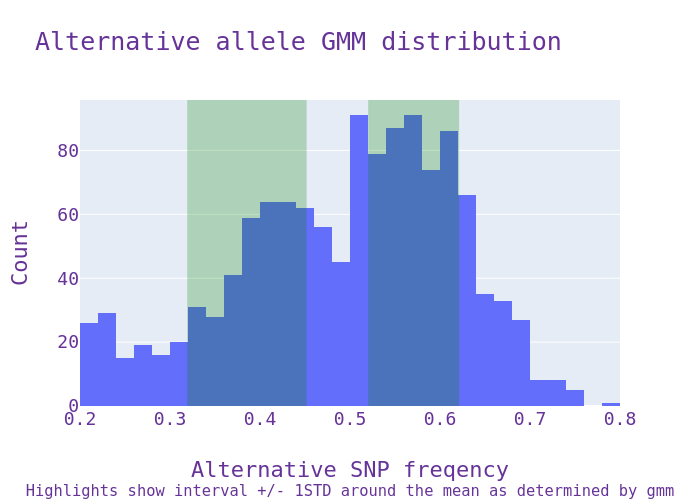 Alternative allele GMM distribution
Count
80
60
40
20
0
0.2 0.3 0.4 0.5 0.6 0.7 0.8
Alternative SNP freqency
Highlights show interval +/- 1STD around the mean as determined by gmm